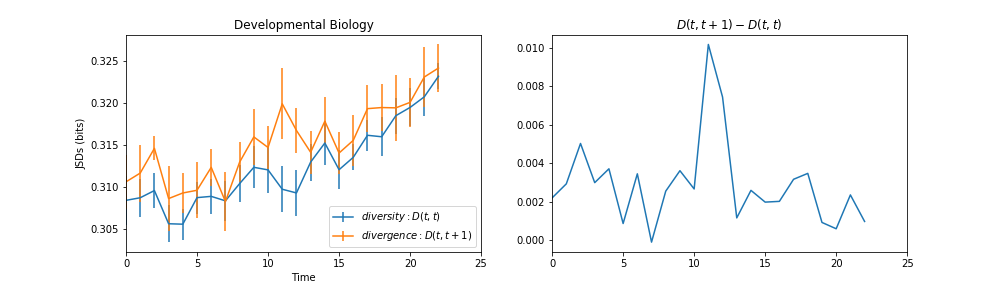 Developmental Biology
JSDs (bits)
0.325
0.320
0.315
0.310
0.305
0 5 10 15 20 25
Time
diversity : D(t, t)
divergence : D(t, t + 1)
D(t, t + 1) − D(t, t)
0.010
0.008
0.006
0.004
0.002
0.000
0 5 10 15 20 25